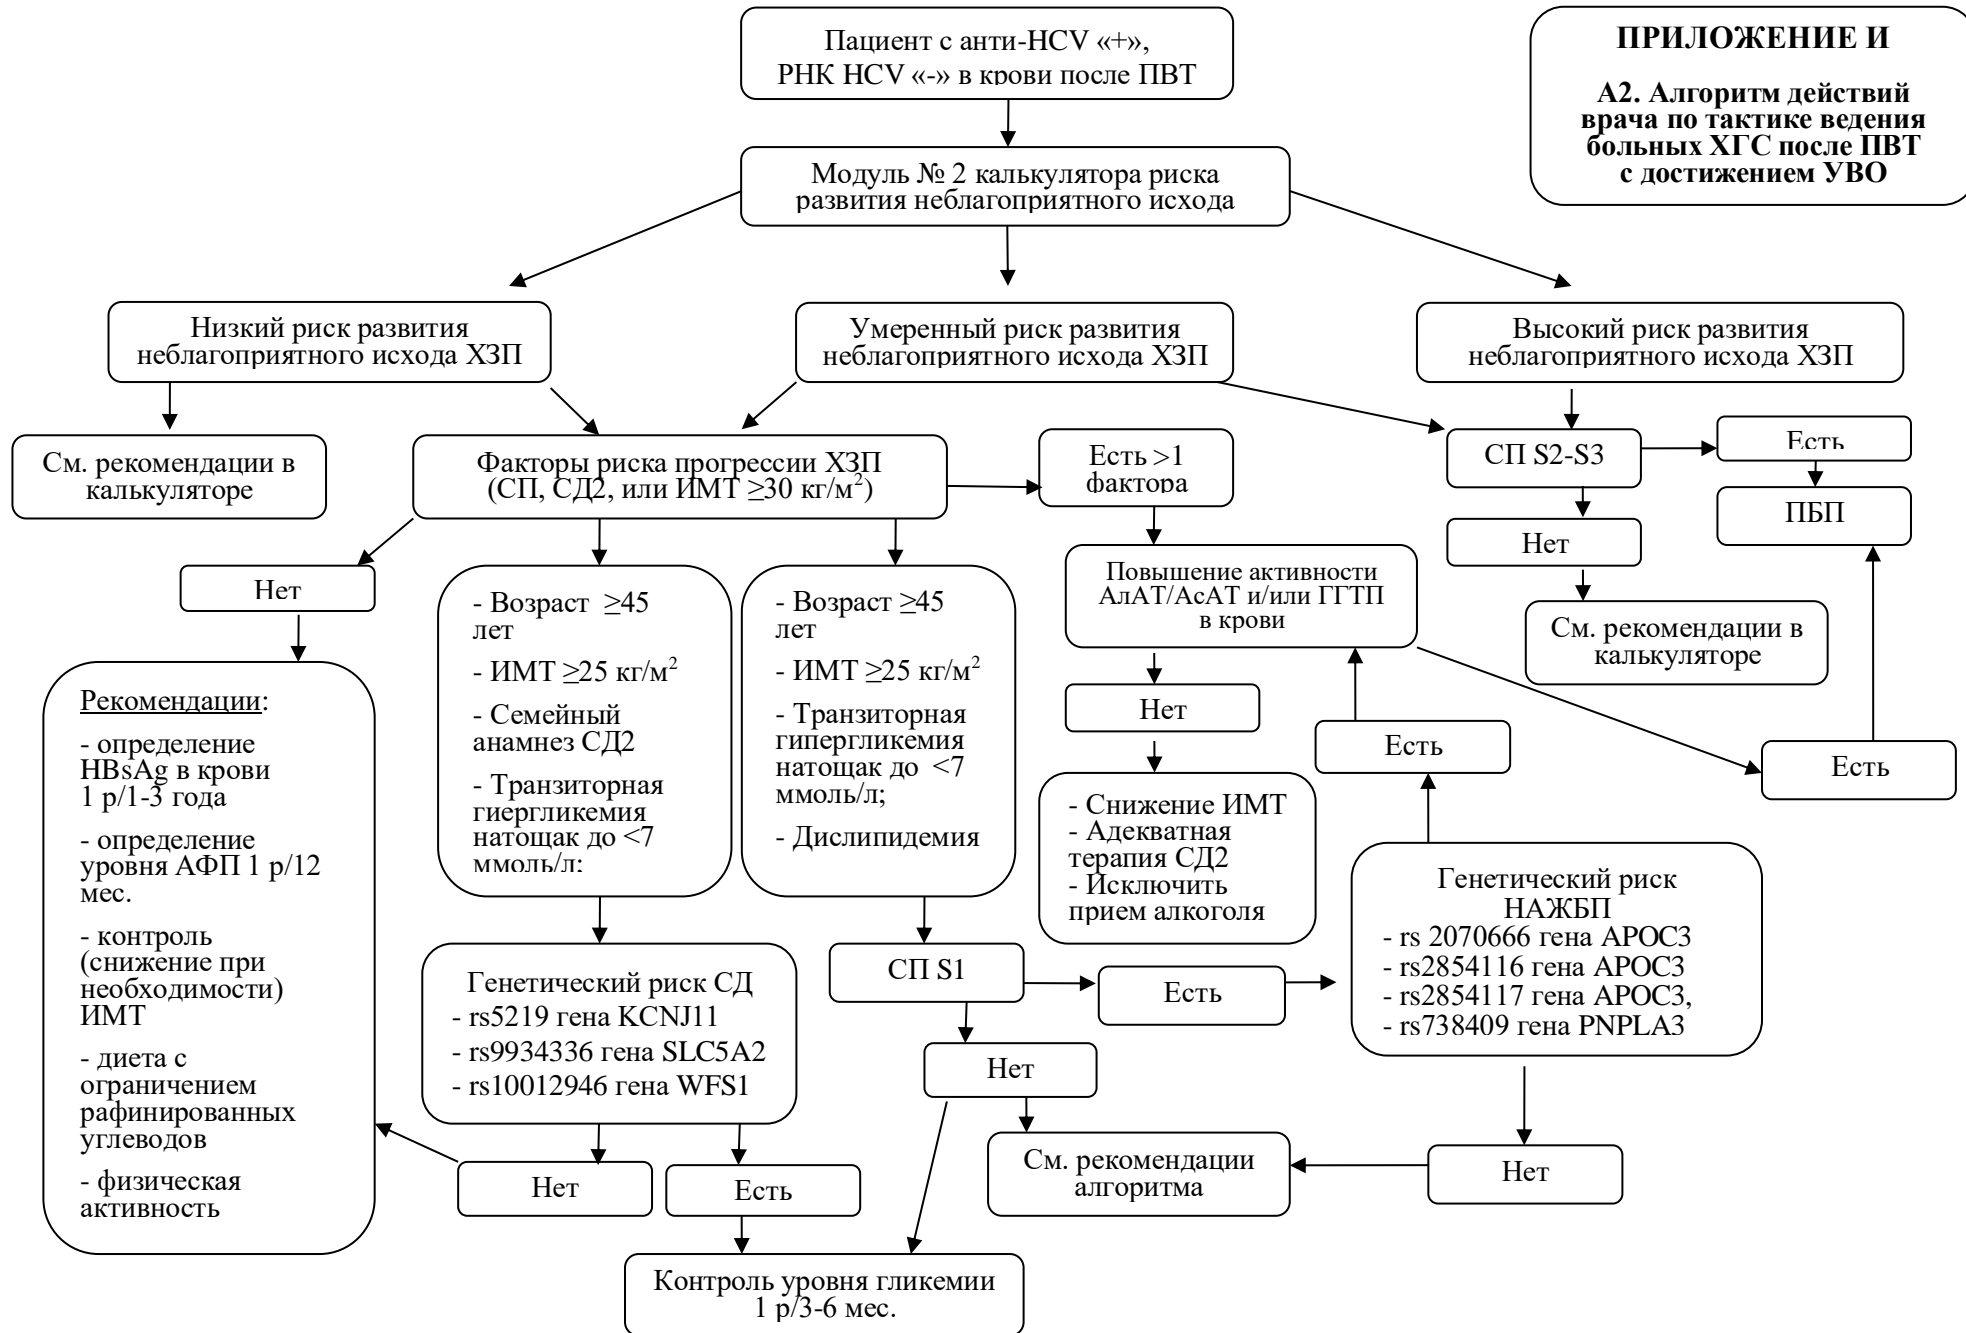 Пациент с анти-HCV «+»,
РНК HCV «-» в крови после ПВТ
ПРИЛОЖЕНИЕ И
А2. Алгоритм действий
врача по тактике ведения
больных ХГС после ПВТ
с достижением УВО
Модуль № 2 калькулятора риска
развития неблагоприятного исхода
Низкий риск развития
неблагоприятного исхода ХЗП
Умеренный риск развития
неблагоприятного исхода ХЗП
Высокий риск развития
неблагоприятного исхода ХЗП
См. рекомендации в
калькуляторе
Факторы риска прогрессии ХЗП
(СП, СД2, или ИМТ ≥30 кг/м²)
Есть >1
фактора
СП S2-S3
Есть
ПБП
Нет
См. рекомендации в
калькуляторе
Нет
- Возраст ≥45
лет
- ИМТ ≥25 кг/м²
- Семейный
анамнез СД2
- Транзиторная
гиергликемия
натощак до <7
ммоль/л;
- Возраст ≥45
лет
- ИМТ ≥25 кг/м²
- Транзиторная
гипергликемия
натощак до <7
ммоль/л;
- Дислипидемия
Повышение активности
АлАТ/АсАТ и/или ГГТП
в крови
Нет
Есть
Есть
- Снижение ИМТ
- Адекватная
терапия СД2
- Исключить
прием алкоголя
Рекомендации:
- определение
HBsAg в крови
1 р/1-3 года
- определение
уровня АФП 1 р/12
мес.
- контроль
(снижение при
необходимости)
ИМТ
- диета с
ограничением
рафинированных
углеводов
- физическая
активность
Генетический риск СД
- rs5219 гена KCNJ11
- rs9934336 гена SLC5A2
- rs10012946 гена WFS1
СП S1
Есть
Генетический риск
НАЖБП
- rs 2070666 гена APOC3
- rs2854116 гена APOC3
- rs2854117 гена APOC3,
- rs738409 гена PNPLA3
Нет
Нет
Есть
См. рекомендации
алгоритма
Нет
Контроль уровня гликемии
1 р/3-6 мес.